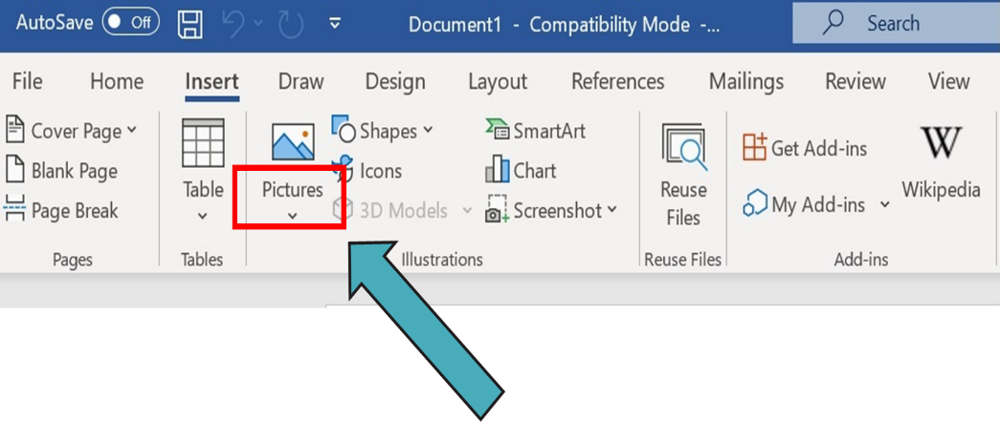 AutoSave Off Document1 - Compatibility Mode -... Search
File Home Insert Draw Design Layout References Mailings Review View
Cover Page
Blank Page
Page Break
Pages
Table
Tables
Pictures
Shapes
Icons
3D Models
SmartArt
Chart
Screenshot
Illustrations
Reuse
Files
Reuse Files
Get Add-ins
My Add-ins
Add-ins
W
Wikipedia